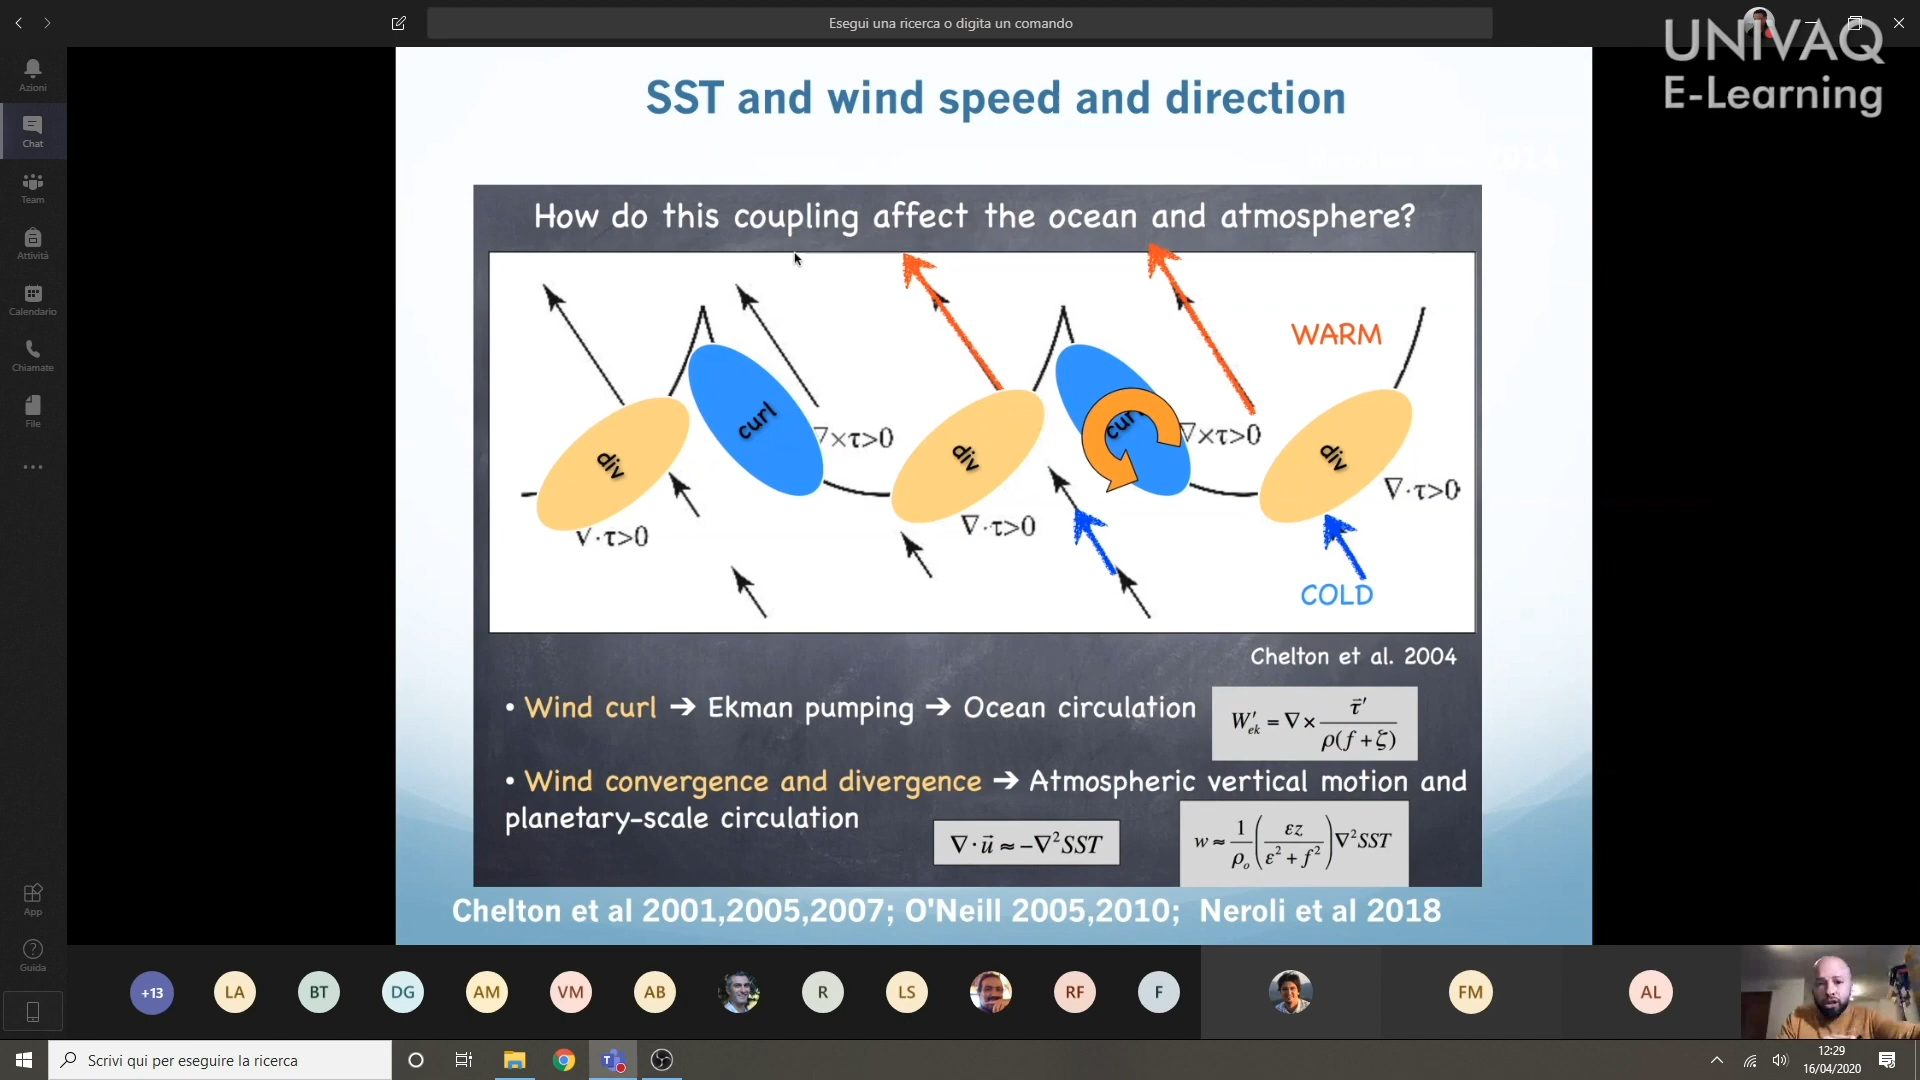 Esegui una ricerca o digita un comando
UNIVAQ
E-Learning
Azioni
Chat
Team
Attività
Calendario
Chiamate
File
App
Guida
SST and wind speed and direction
2014
How do this coupling affect the ocean and atmosphere?
WARM
curl
curl
∇×τ>0
∇×τ>0
div
div
div
∇·τ>0
∇·τ>0
∇·τ>0
COLD
Chelton et al. 2004
• Wind curl ➔ Ekman pumping ➔ Ocean circulation
W'ek = ∇ × τ⃗' / ρ(f + ζ)
• Wind convergence and divergence ➔ Atmospheric vertical motion and
planetary-scale circulation
∇·u⃗ ≈ −∇²SST
w ≈ 1/ρo (εz / ε² + f²) ∇²SST
Chelton et al 2001,2005,2007; O'Neill 2005,2010; Neroli et al 2018
+13
LA
BT
DG
AM
VM
AB
R
LS
RF
F
FM
AL
Scrivi qui per eseguire la ricerca
12:29
16/04/2020